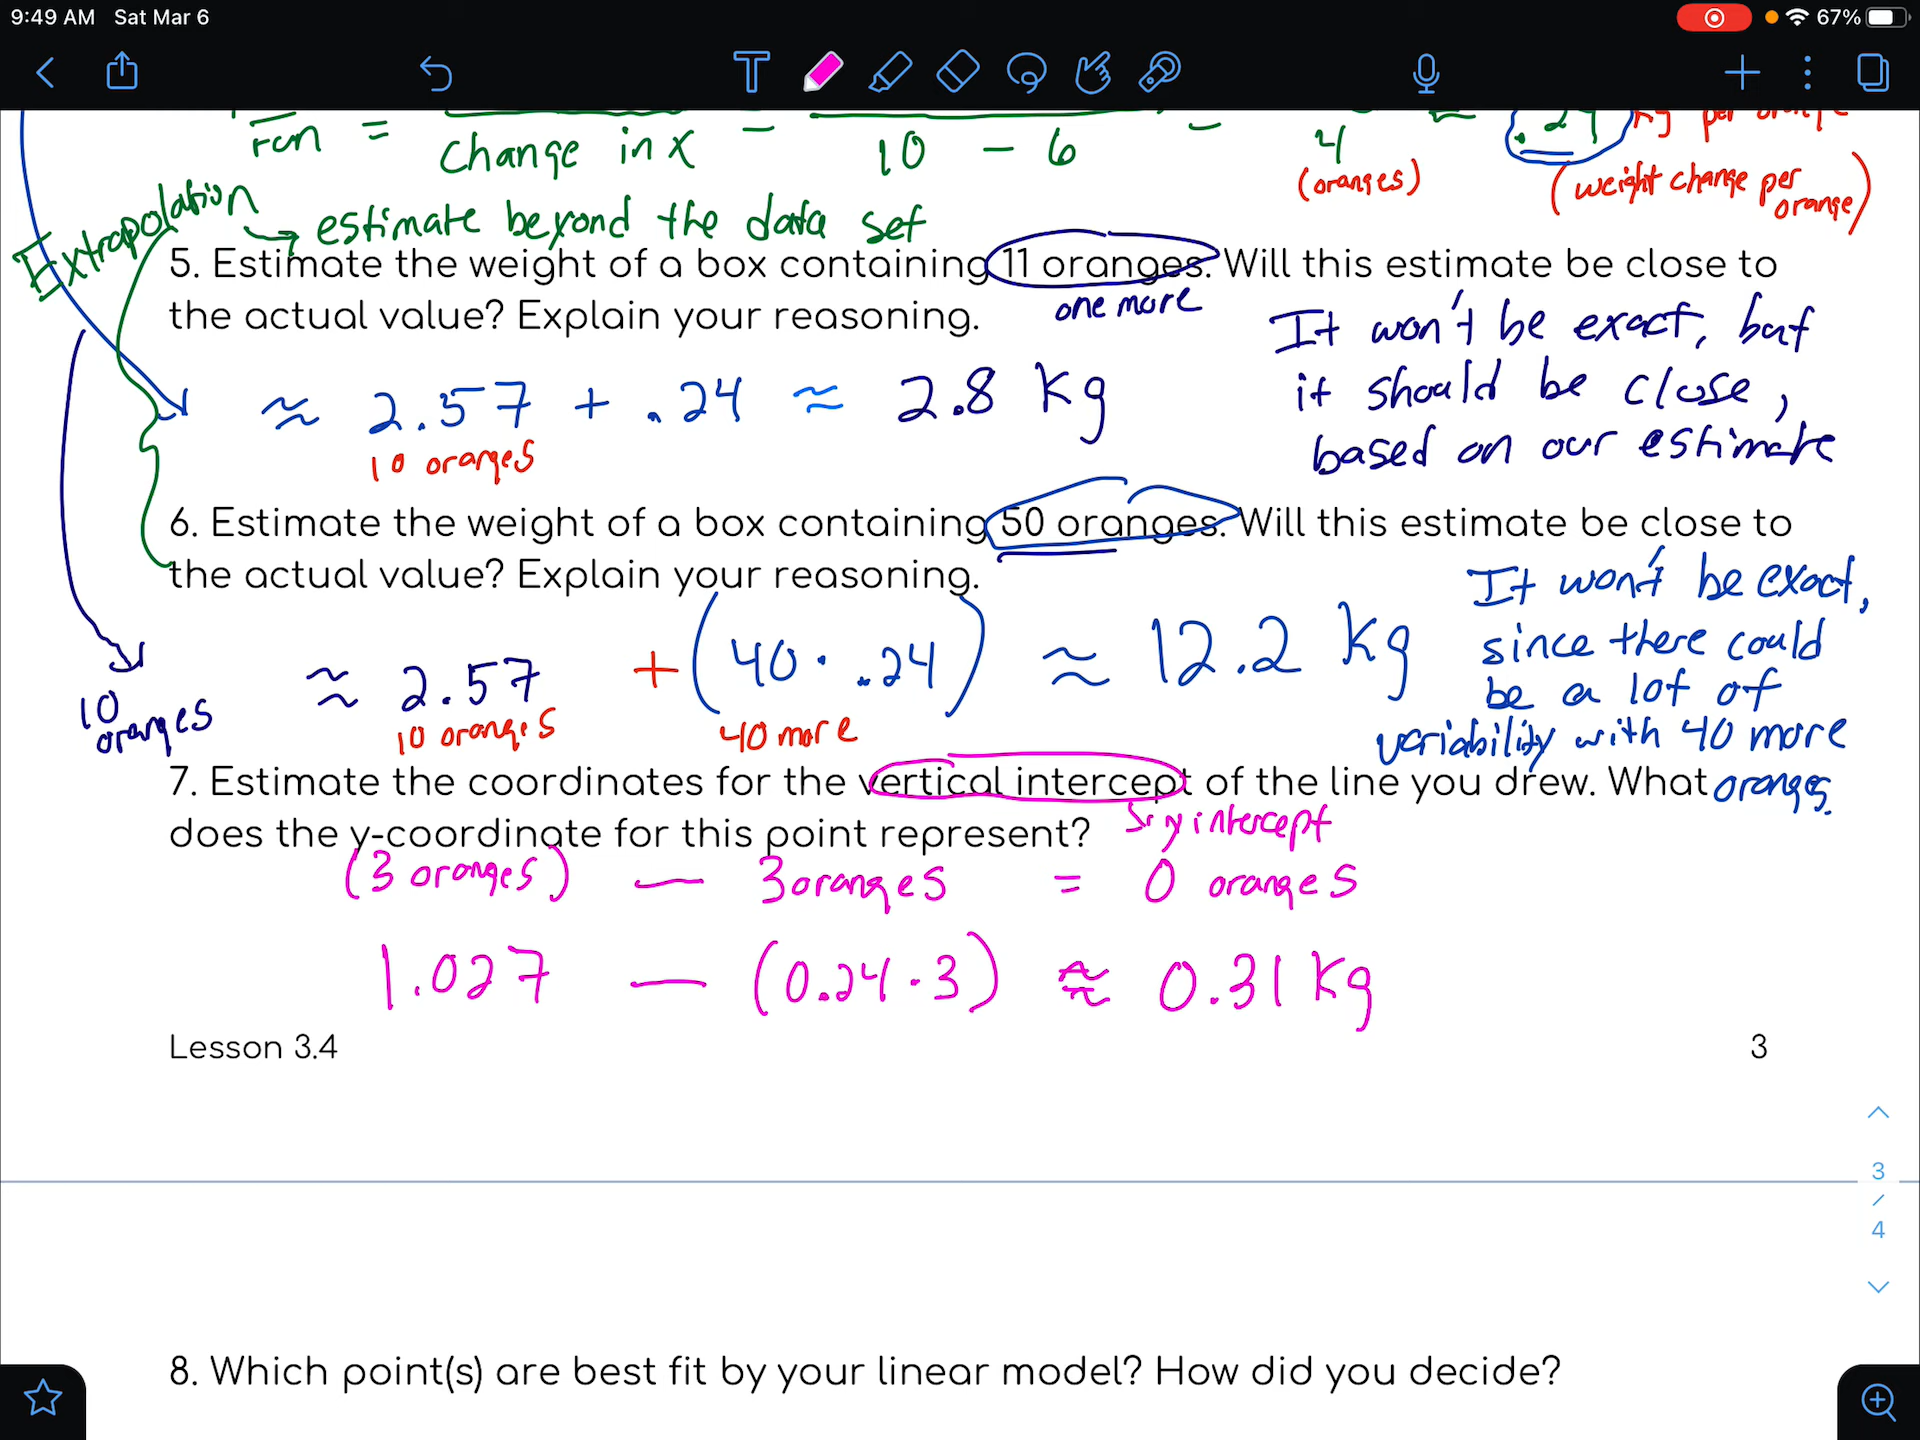 9:49 AM Sat Mar 6
67%
T
run = change in x - 10 - 6 = 4 ≈ .24 kg per orange
(oranges)
(weight change per orange)
Extrapolation → estimate beyond the data set
5. Estimate the weight of a box containing 11 oranges. Will this estimate be close to
the actual value? Explain your reasoning.
one more
It won't be exact, but
it should be close,
based on our estimate
≈ 2.57 + .24 ≈ 2.8 Kg
10 oranges
6. Estimate the weight of a box containing 50 oranges. Will this estimate be close to
the actual value? Explain your reasoning.
It won't be exact,
since there could
be a lot of
variability with 40 more
oranges.
10 oranges
≈ 2.57 + (40 · .24) ≈ 12.2 Kg
10 oranges 40 more
7. Estimate the coordinates for the vertical intercept of the line you drew. What
does the y-coordinate for this point represent?
y intercept
(3 oranges) — 3 oranges = 0 oranges
1.027 — (0.24 · 3) ≈ 0.31 Kg
Lesson 3.4 3
3
/
4
8. Which point(s) are best fit by your linear model? How did you decide?